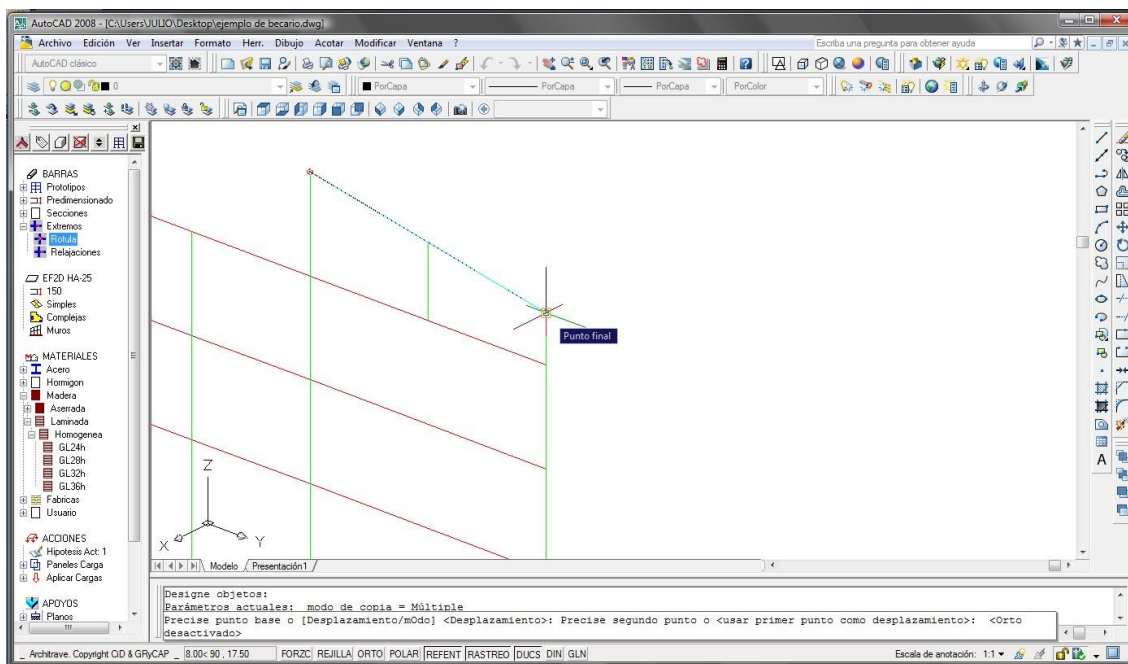 AutoCAD 2008 - [C:\Users\JULIO\Desktop\ejemplo de becario.dwg]
Archivo Edición Ver Insertar Formato Herr. Dibujo Acotar Modificar Ventana ?
Escriba una pregunta para obtener ayuda
AutoCAD clásico
0
PorCapa PorCapa PorCapa PorColor
BARRAS
Prototipos
Predimensionado
Secciones
Extremos
Rotula
Relajaciones
EF2D HA-25
150
Simples
Complejas
Muros
MATERIALES
Acero
Hormigon
Madera
Aserrada
Laminada
Homogenea
GL24h
GL28h
GL32h
GL36h
Fabricas
Usuario
ACCIONES
Hipotesis Act: 1
Paneles Carga
Aplicar Cargas
APOYOS
Planos
Punto final
Z
X
Y
A
Modelo Presentación1
Designe objetos:
Parámetros actuales: modo de copia = Múltiple
Precise punto base o [Desplazamiento/mOdo] <Desplazamiento>: Precise segundo punto o <usar primer punto como desplazamiento>: <Orto
desactivado>
Architrave. Copyright CiD & GRyCAP 8.00< 90 , 17.50 FORZC REJILLA ORTO POLAR REFENT RASTREO DUCS DIN GLN Escala de anotación: 1:1